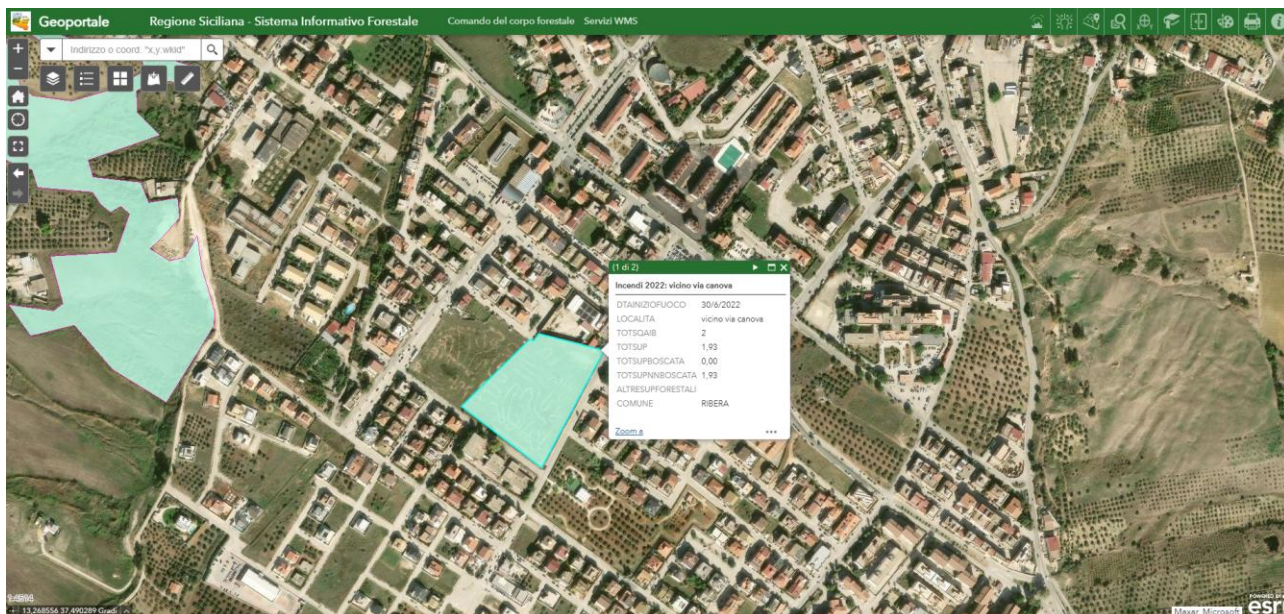 Geoportale Regione Siciliana - Sistema Informativo Forestale Comando del corpo forestale Servizi WMS
Indirizzo o coord. "x,y:wkid"
(1 di 2)
Incendi 2022: vicino via canova
DTAINIZIOFUOCO 30/6/2022
LOCALITA vicino via canova
TOTSQAIB 2
TOTSUP 1,93
TOTSUPBOSCATA 0,00
TOTSUPNNBOSCATA 1,93
ALTRESUPFORESTALI
COMUNE RIBERA
Zoom a
13,268556 37,490289 Gradi
Maxar, Microsoft
POWERED BY
esri